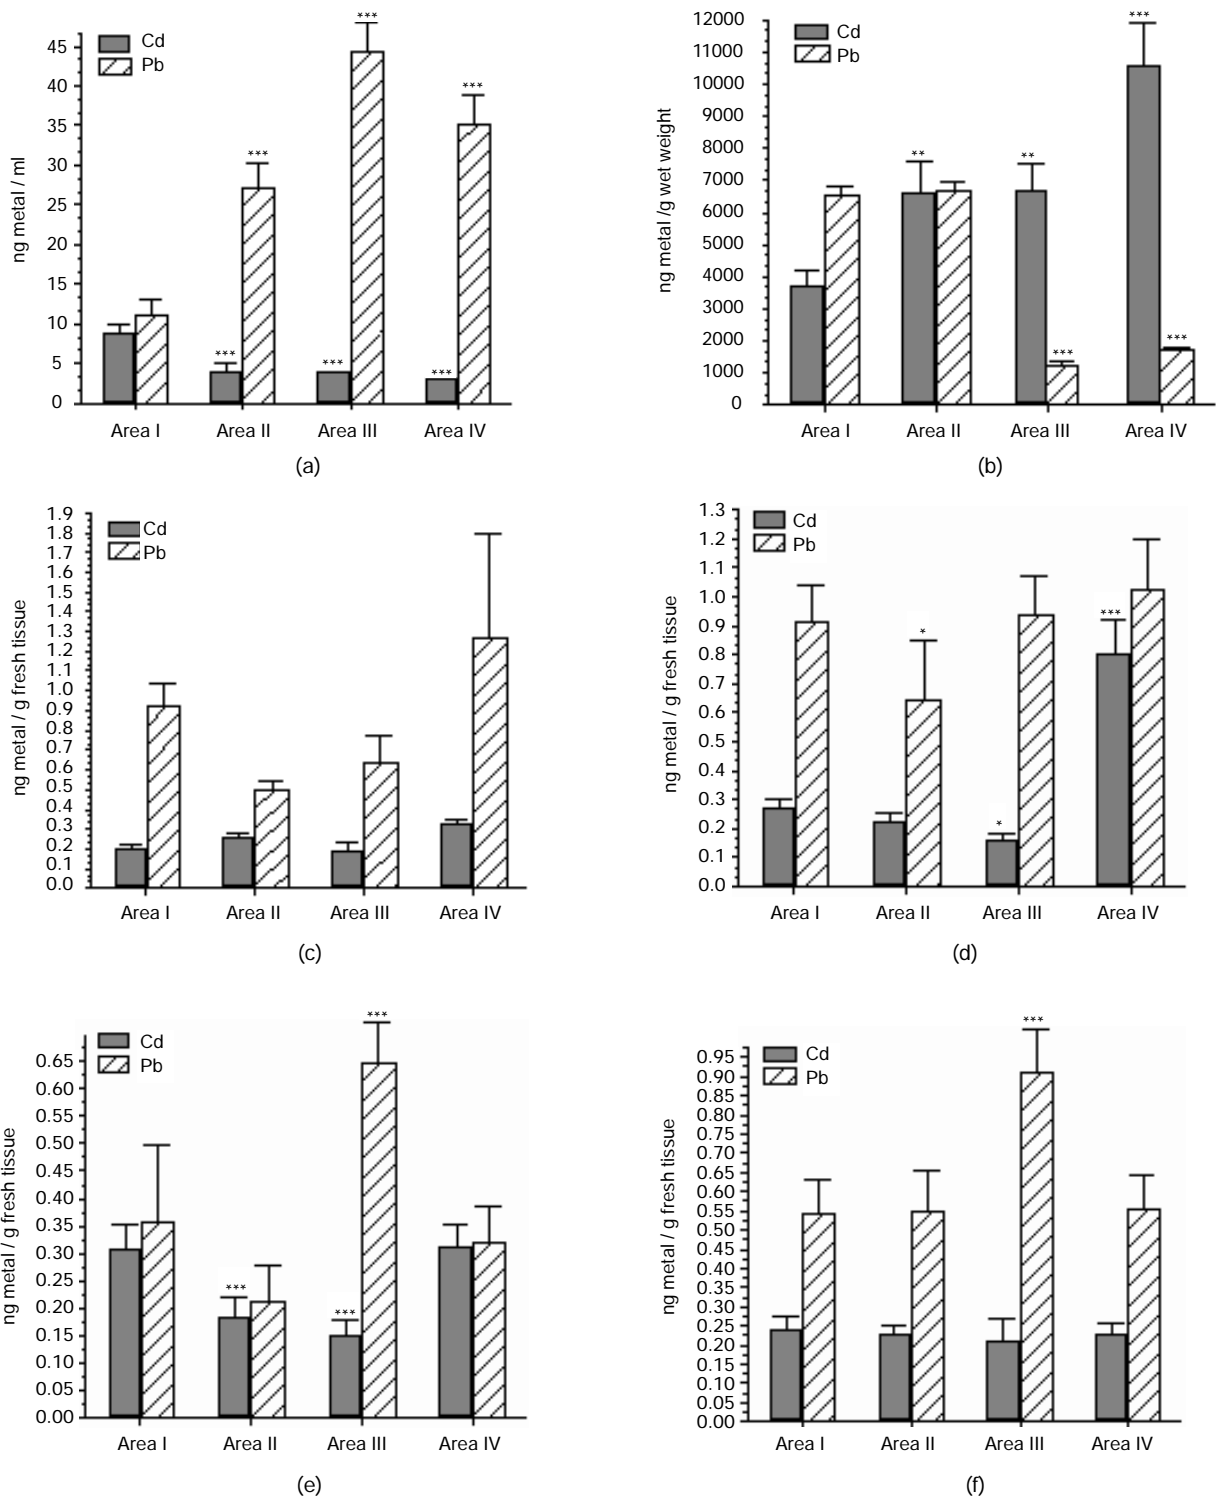 ***
45
Cd
Pb
***
40
35
***
30
25
20
15
10
***
***
***
5
0
ng metal / ml
Area I
Area II
Area III
Area IV
(a)
12000
***
Cd
11000
Pb
10000
9000
8000
**
**
7000
6000
5000
4000
3000
2000
***
***
1000
0
ng metal /g wet weight
Area I
Area II
Area III
Area IV
(b)
1.9
Cd
1.8
Pb
1.7
1.6
1.5
1.4
1.3
1.2
1.1
1.0
0.9
0.8
0.7
0.6
0.5
0.4
0.3
0.2
0.1
0.0
ng metal / g fresh tissue
Area I
Area II
Area III
Area IV
(c)
1.3
Cd
1.2
Pb
1.1
1.0
***
0.9
*
0.8
0.7
0.6
0.5
0.4
0.3
*
0.2
0.1
0.0
ng metal / g fresh tissue
Area I
Area II
Area III
Area IV
(d)
***
Cd
0.65
Pb
0.60
0.55
0.50
0.45
0.40
0.35
0.30
0.25
***
0.20
***
0.15
0.10
0.05
0.00
ng metal / g fresh tissue
Area I
Area II
Area III
Area IV
(e)
***
0.95
Cd
0.90
Pb
0.85
0.80
0.75
0.70
0.65
0.60
0.55
0.50
0.45
0.40
0.35
0.30
0.25
0.20
0.15
0.10
0.05
0.00
ng metal / g fresh tissue
Area I
Area II
Area III
Area IV
(f)